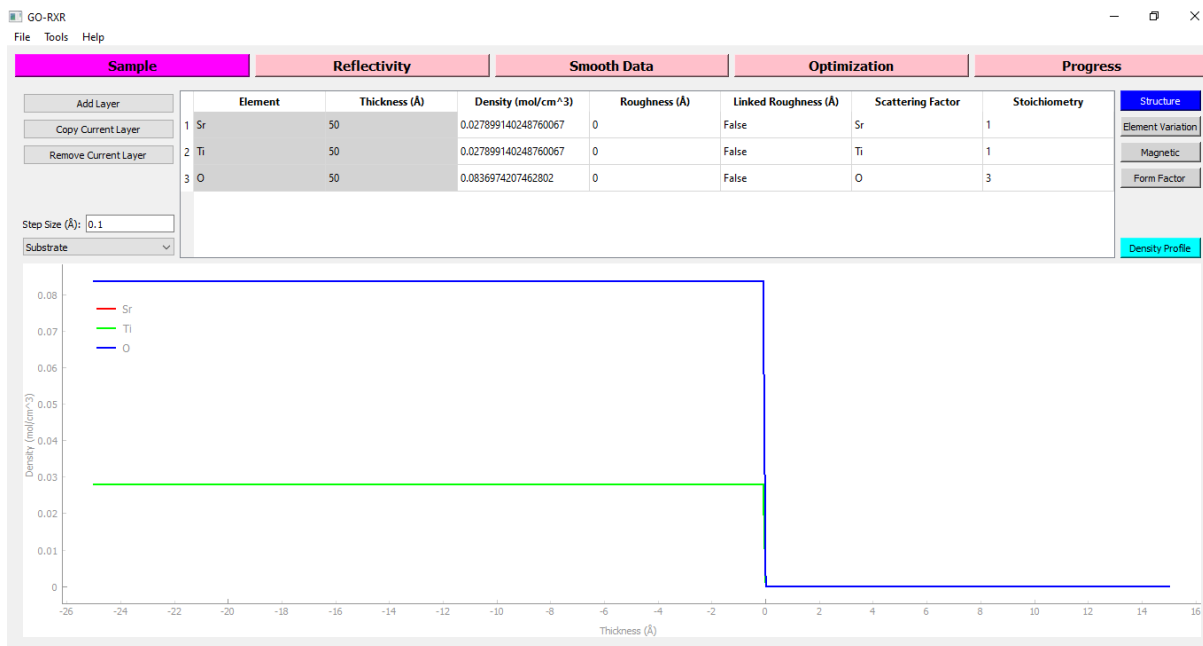 GO-RXR
File Tools Help
Sample Reflectivity Smooth Data Optimization Progress
Add Layer
Copy Current Layer
Remove Current Layer
Step Size (Å): 0.1
Substrate
Element Thickness (Å) Density (mol/cm^3) Roughness (Å) Linked Roughness (Å) Scattering Factor Stoichiometry
1 Sr 50 0.027899140248760067 0 False Sr 1
2 Ti 50 0.027899140248760067 0 False Ti 1
3 O 50 0.0836974207462802 0 False O 3
Structure
Element Variation
Magnetic
Form Factor
Density Profile
Sr
Ti
O
Density (mol/cm^3)
0.08
0.07
0.06
0.05
0.04
0.03
0.02
0.01
0
-26 -24 -22 -20 -18 -16 -14 -12 -10 -8 -6 -4 -2 0 2 4 6 8 10 12 14 16
Thickness (Å)